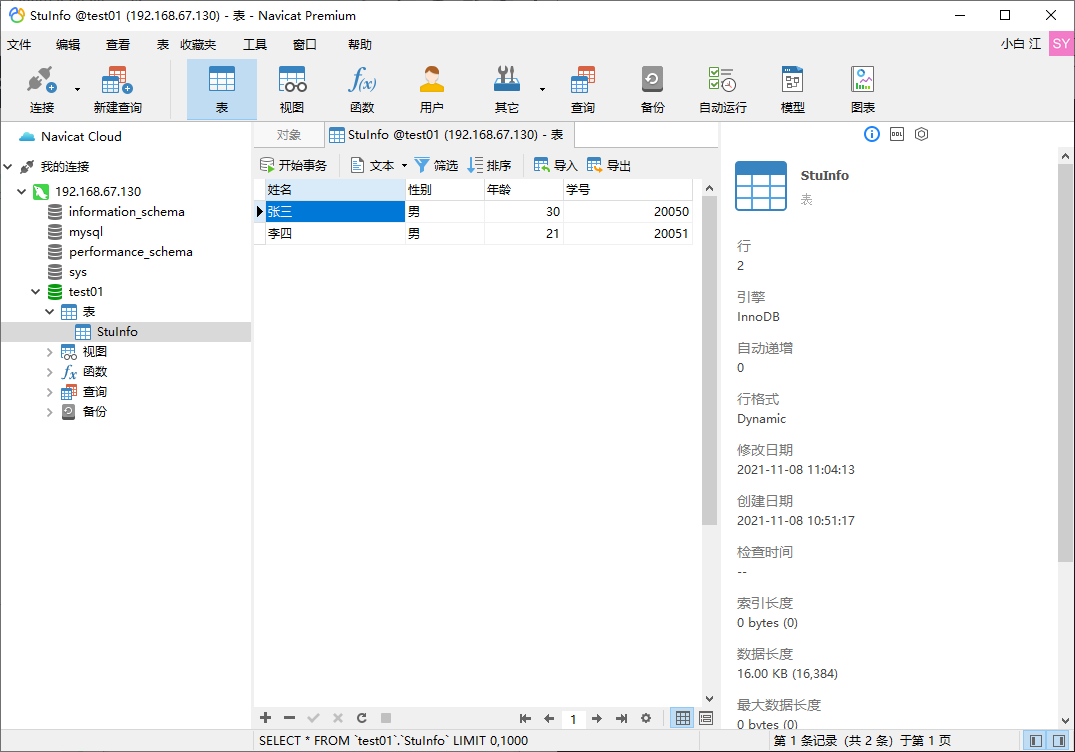 StuInfo @test01 (192.168.67.130) - 表 - Navicat Premium
文件 编辑 查看 表 收藏夹 工具 窗口 帮助 小白 江 SY
连接 新建查询 表 视图 函数 用户 其它 查询 备份 自动运行 模型 图表
Navicat Cloud
我的连接
192.168.67.130
information_schema
mysql
performance_schema
sys
test01
表
StuInfo
视图
函数
查询
备份
对象 StuInfo @test01 (192.168.67.130) - 表
开始事务 文本 筛选 排序 导入 导出
姓名 性别 年龄 学号
张三 男 30 20050
李四 男 21 20051
1
SELECT * FROM `test01`.`StuInfo` LIMIT 0,1000
第 1 条记录 (共 2 条) 于第 1 页
DDL
StuInfo
表
行
2
引擎
InnoDB
自动递增
0
行格式
Dynamic
修改日期
2021-11-08 11:04:13
创建日期
2021-11-08 10:51:17
检查时间
--
索引长度
0 bytes (0)
数据长度
16.00 KB (16,384)
最大数据长度
0 bytes (0)